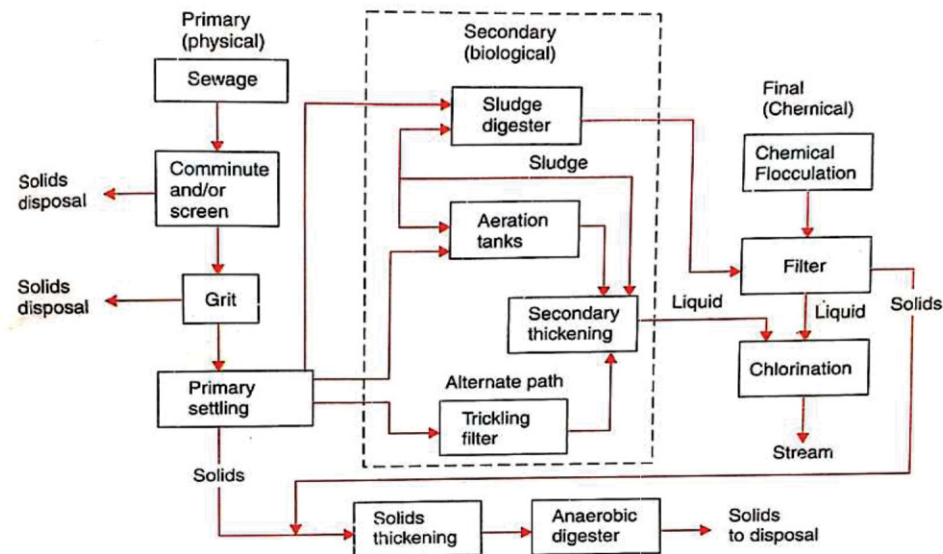 Primary
(physical)
Sewage
Comminute
and/or
screen
Solids
disposal
Grit
Solids
disposal
Primary
settling
Solids
Secondary
(biological)
Sludge
digester
Sludge
Aeration
tanks
Secondary
thickening
Liquid
Alternate path
Trickling
filter
Final
(Chemical)
Chemical
Flocculation
Filter
Liquid
Solids
Chlorination
Stream
Solids
thickening
Anaerobic
digester
Solids
to disposal